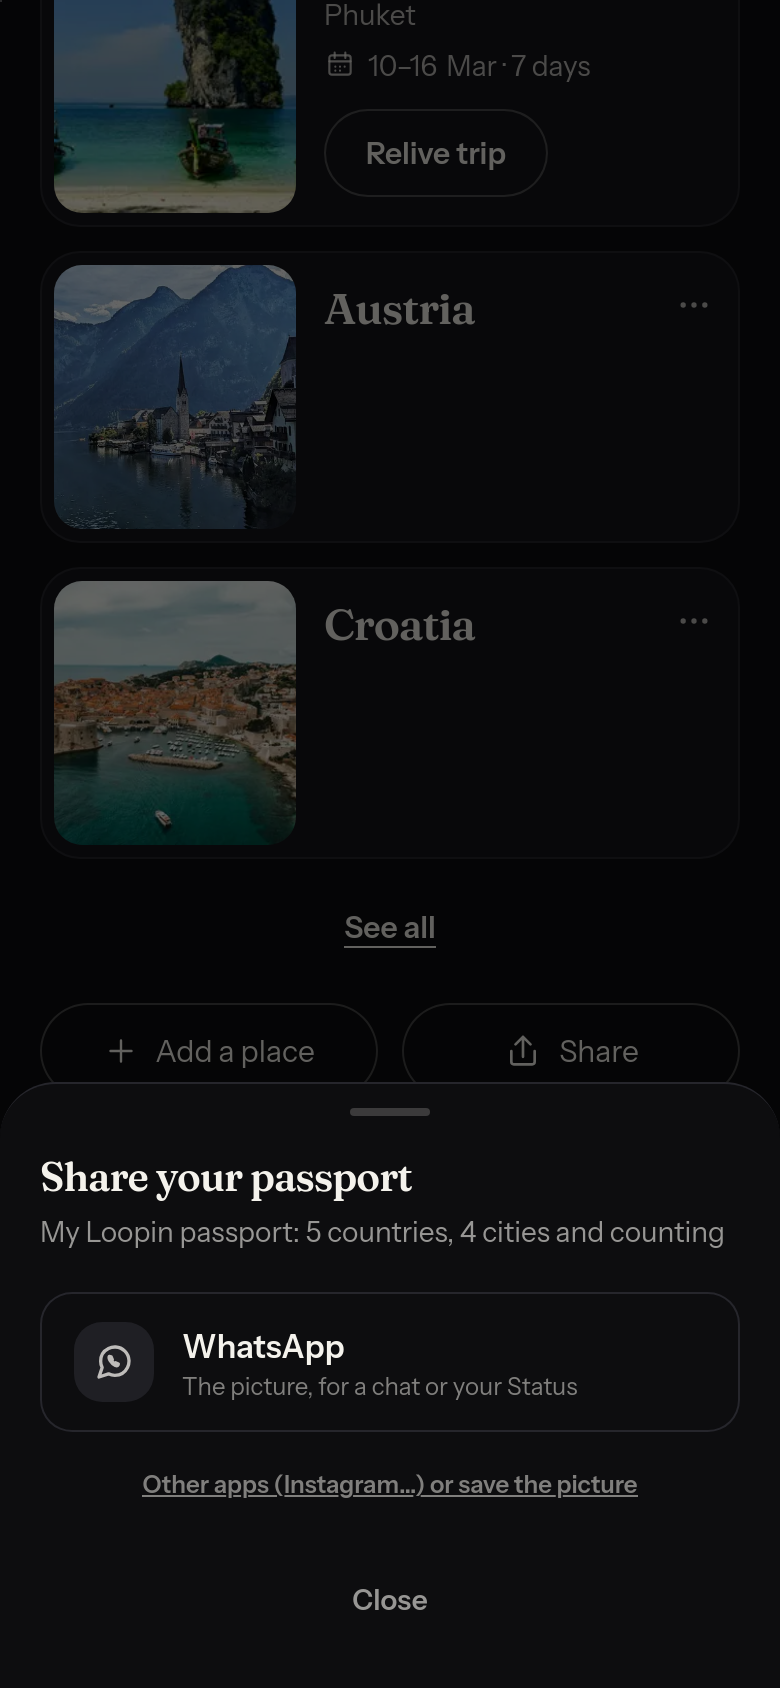 Phuket
10–16 Mar · 7 days
Relive trip
Austria
Croatia
See all
Add a place
Share
Share your passport
My Loopin passport: 5 countries, 4 cities and counting
WhatsApp
The picture, for a chat or your Status
Other apps (Instagram...) or save the picture
Close